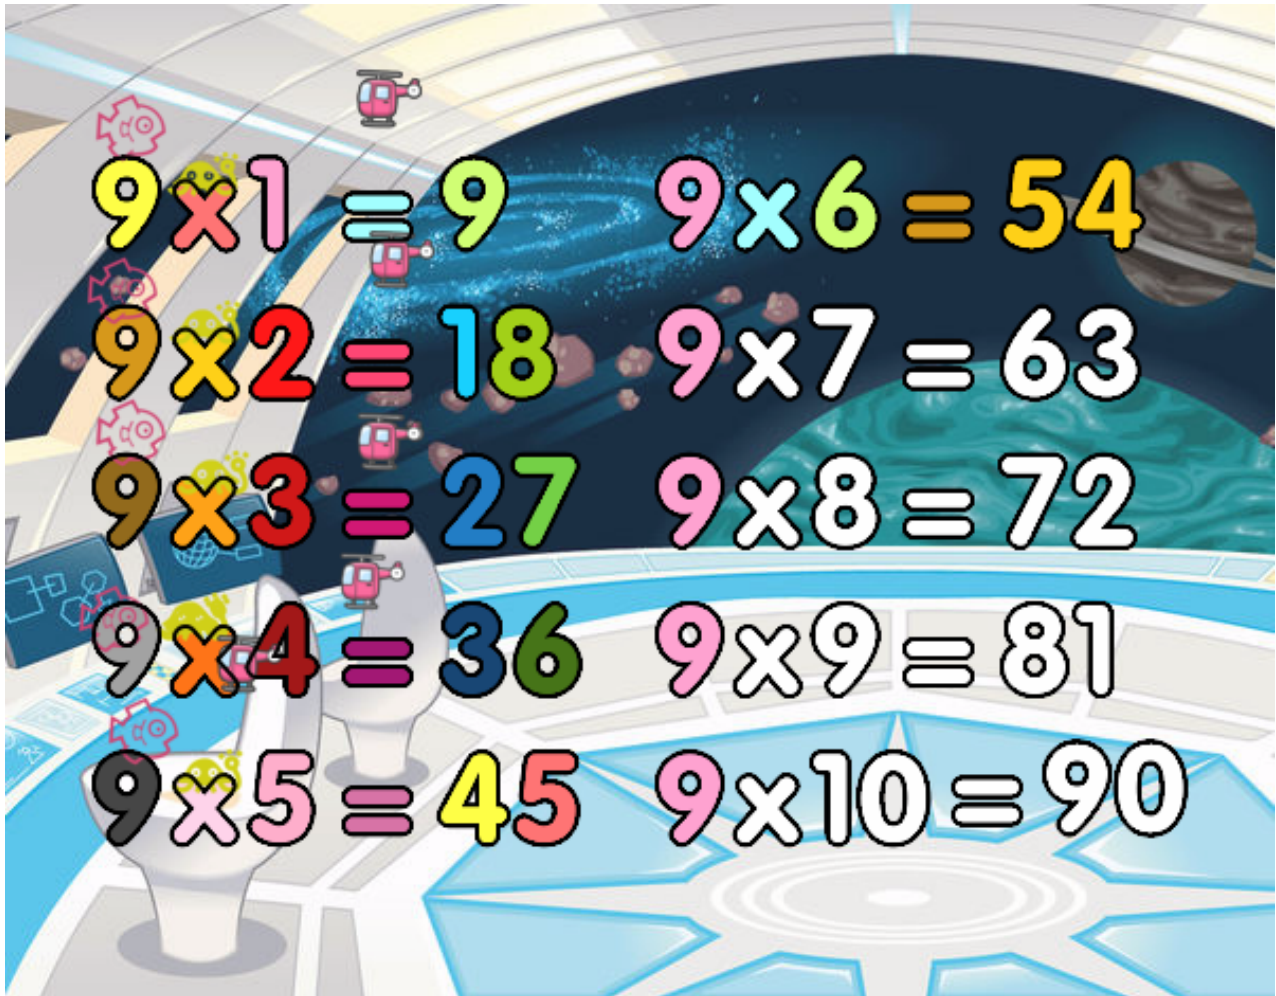 9x1 = 9
9x2 = 18
9x3 = 27
9x4 = 36
9x5 = 45
9x6 = 54
9x7 = 63
9x8 = 72
9x9 = 81
9x10 = 90